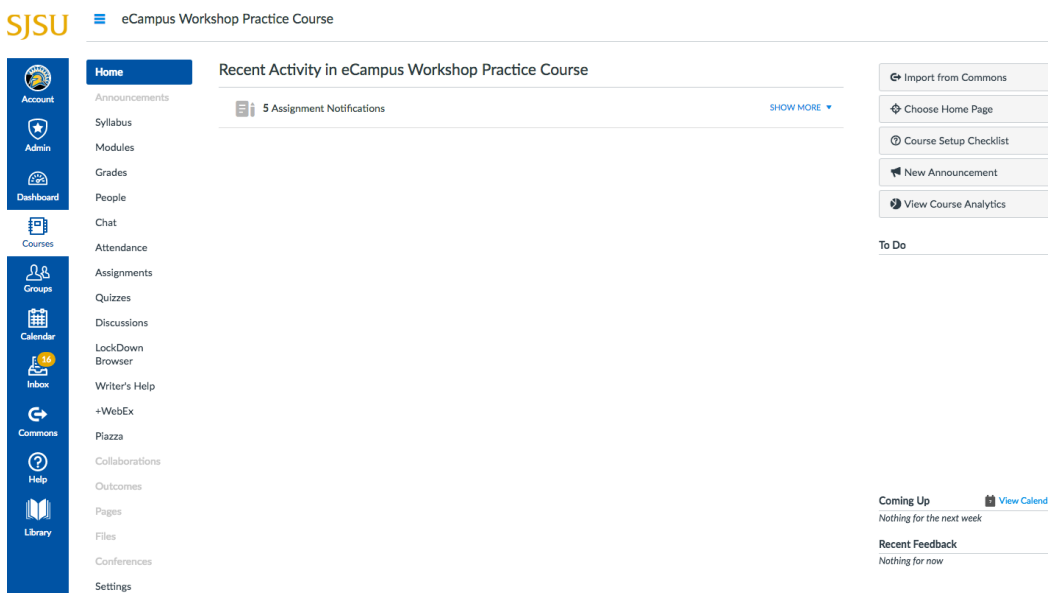 SJSU
eCampus Workshop Practice Course
Account
Admin
Dashboard
Courses
Groups
Calendar
16
Inbox
Commons
Help
Library
Home
Announcements
Syllabus
Modules
Grades
People
Chat
Attendance
Assignments
Quizzes
Discussions
LockDown
Browser
Writer's Help
+WebEx
Piazza
Collaborations
Outcomes
Pages
Files
Conferences
Settings
Recent Activity in eCampus Workshop Practice Course
5 Assignment Notifications
SHOW MORE
Import from Commons
Choose Home Page
Course Setup Checklist
New Announcement
View Course Analytics
To Do
Coming Up
View Calend
Nothing for the next week
Recent Feedback
Nothing for now